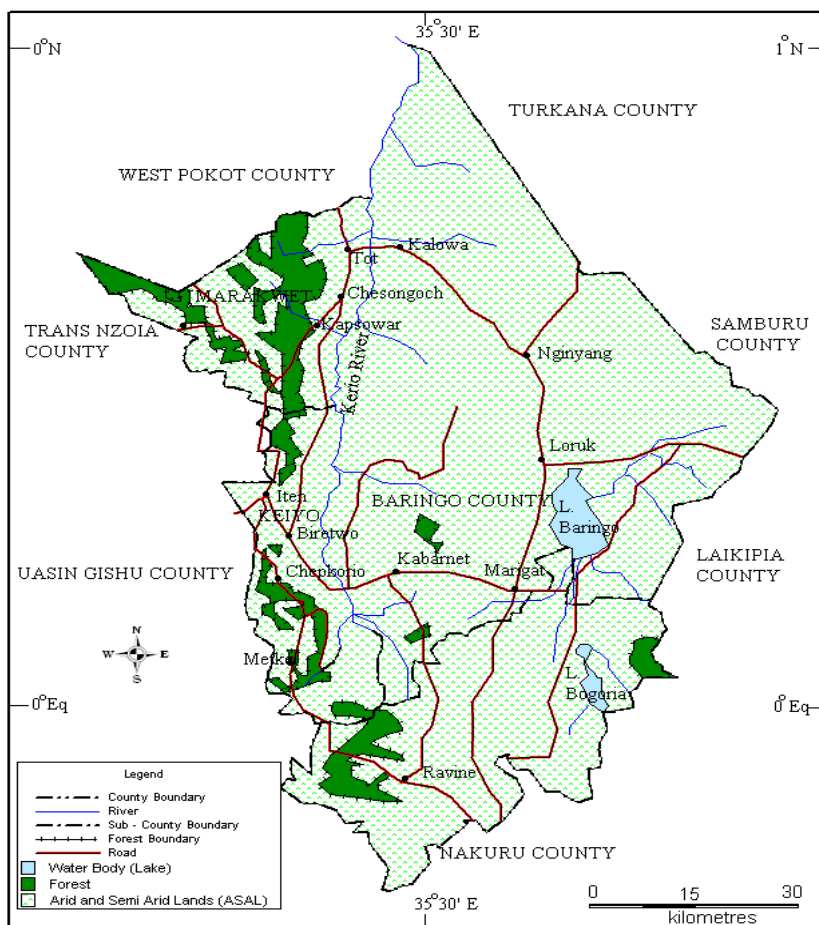 35°30' E
0°N
1°N
TURKANA COUNTY
WEST POKOT COUNTY
Kalowa
Tot
Chesongoch
MARAKWET
Kapsowar
TRANS NZOIA
COUNTY
SAMBURU
COUNTY
Nginyang
Kerio River
Loruk
Iten
KEIYO
BARINGO COUNTY
L.
Baringo
Biretwo
Kabarnet
Marigat
LAIKIPIA
COUNTY
UASIN GISHU COUNTY
Chepkorio
N
W E
S
L.
Bogoria
0°Eq
0°Eq
Ravine
NAKURU COUNTY
Legend
County Boundary
River
Sub - County Boundary
Forest Boundary
Road
Water Body (Lake)
Forest
Arid and Semi Arid Lands (ASAL)
35°30' E
0 15 30
kilometres